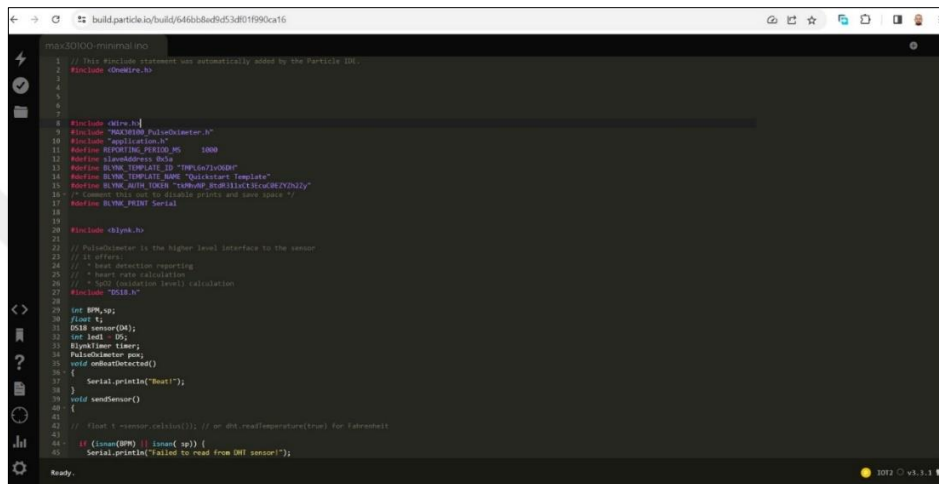 build.particle.io/build/646bb8ed9d53df01f990ca16
max30100-minimal.ino
1 // This #include statement was automatically added by the Particle IDE.
2 #include <OneWire.h>
3
4
5
6
7
8 #include <Wire.h>
9 #include "MAX30100_PulseOximeter.h"
10 #include "application.h"
11 #define REPORTING_PERIOD_MS 1000
12 #define slaveAddress 0x5a
13 #define BLYNK_TEMPLATE_ID
14 #define BLYNK_TEMPLATE_NAME "Quickstart Template"
15 #define BLYNK_AUTH_TOKEN
16 /* Comment this out to disable prints and save space */
17 #define BLYNK_PRINT Serial
18
19
20 #include <blynk.h>
21
22 // PulseOximeter is the higher level interface to the sensor
23 // it offers:
24 // * beat detection reporting
25 // * heart rate calculation
26 // * SpO2 (oxidation level) calculation
27 #include "DS18.h"
28
29 int BPM,sp;
30 float t;
31 DS18 sensor(D4);
32 int led1 = D5;
33 BlynkTimer timer;
34 PulseOximeter pox;
35 void onBeatDetected()
36 {
37 Serial.println("Beat!");
38 }
39 void sendSensor()
40 {
41
42 // float t =sensor.celsius(); // or dht.readTemperature(true) for Fahrenheit
43
44 if (isnan(BPM) || isnan( sp)) {
45 Serial.println("Failed to read from DHT sensor!");
Ready.
IOT2 v3.3.1